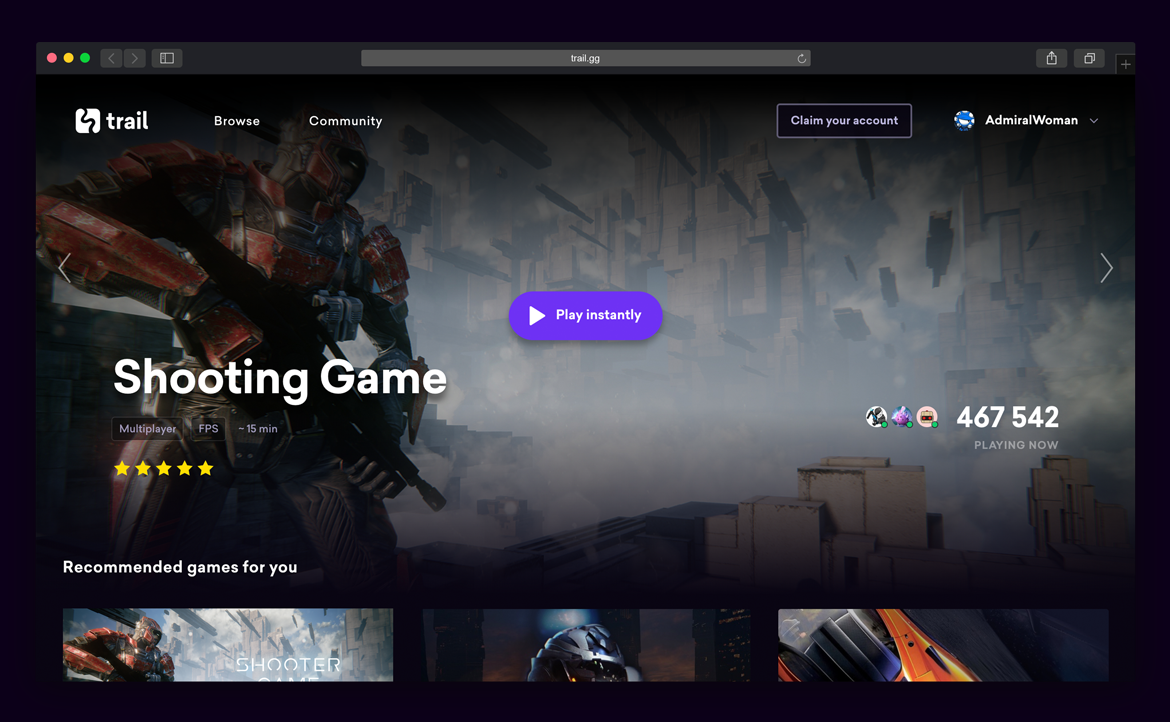 trail.gg
trail
Browse
Community
Claim your account
AdmiralWoman
Play instantly
Shooting Game
Multiplayer
FPS
~ 15 min
467 542
PLAYING NOW
Recommended games for you
SHOOTER
GAME